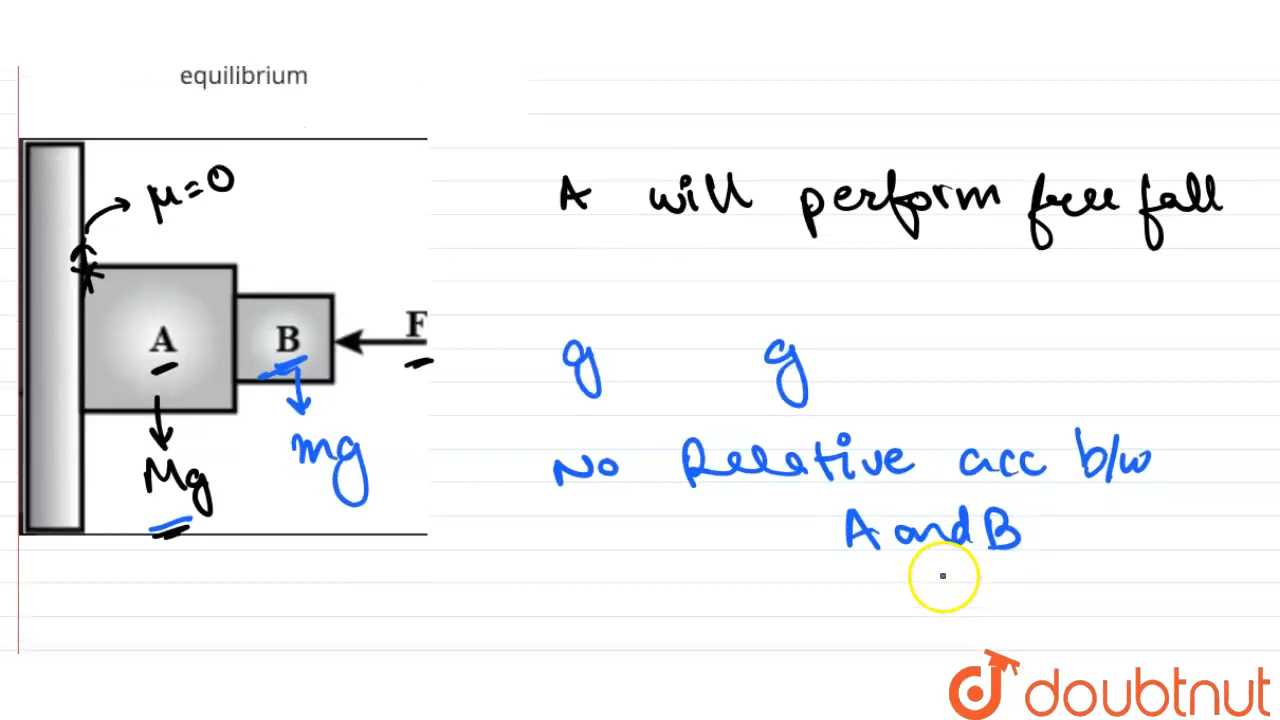 equilibrium
μ=0
A will perform free fall
A
B
F
g g
Mg
mg
No Relative acc b/w
A and B
doubtnut